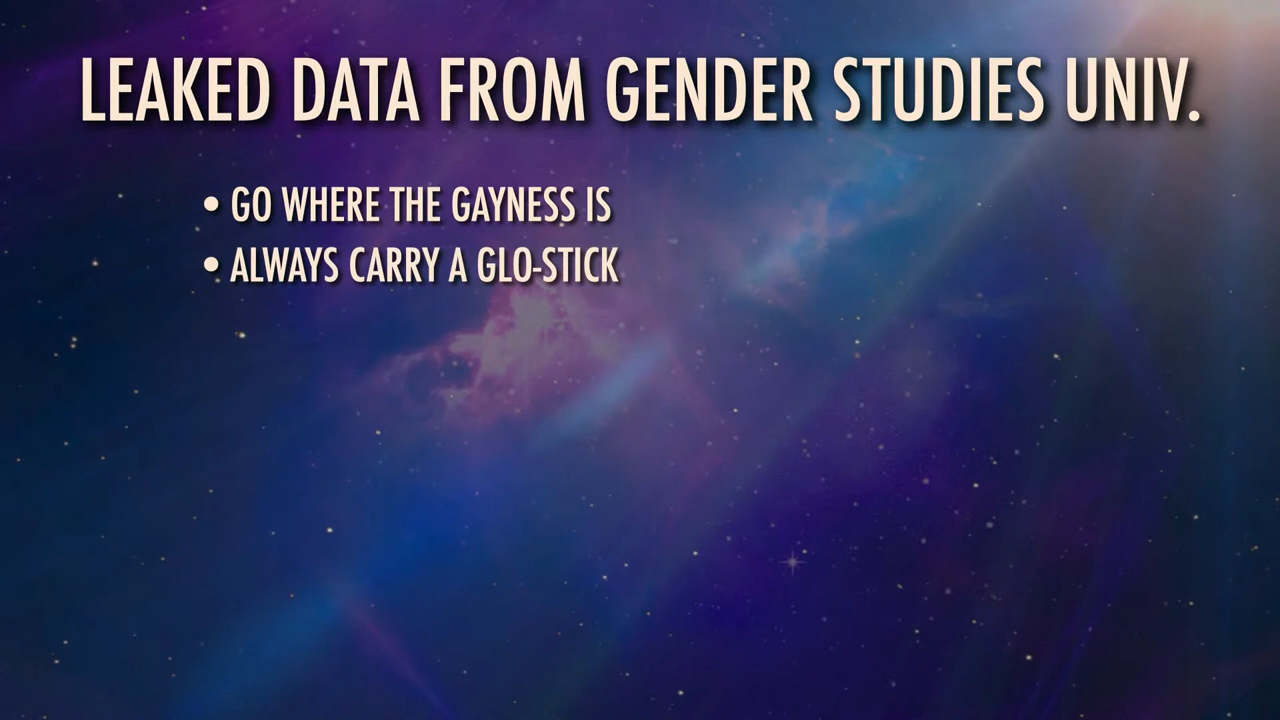 LEAKED DATA FROM GENDER STUDIES UNIV.
• GO WHERE THE GAYNESS IS
• ALWAYS CARRY A GLO-STICK